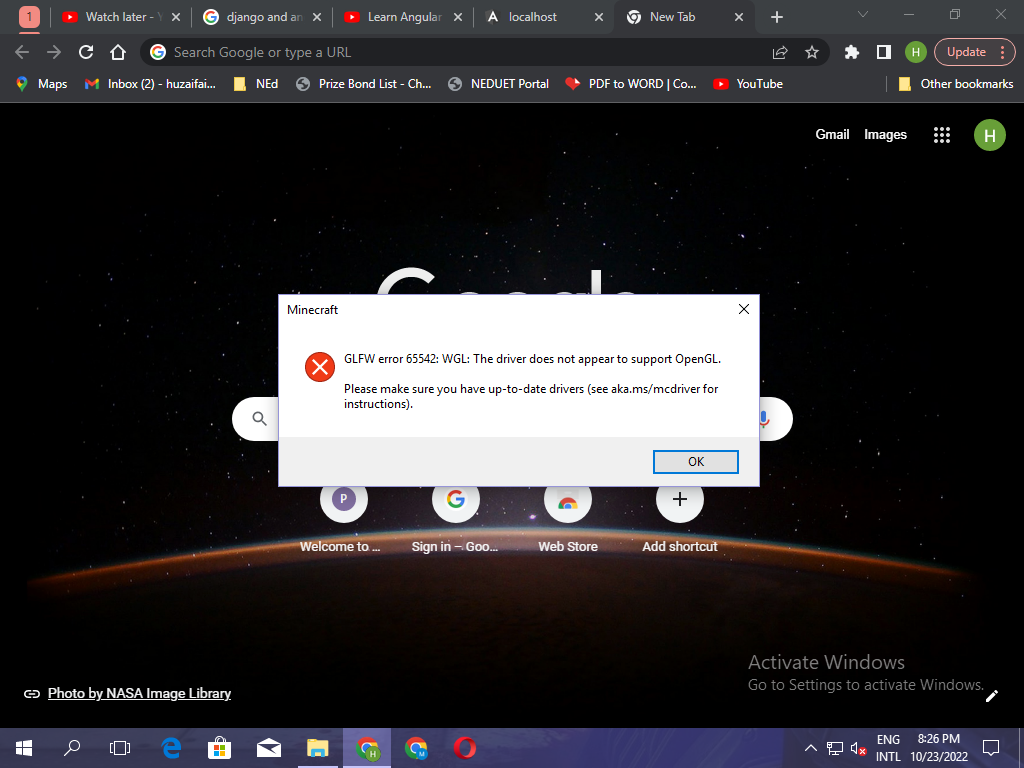 1
Watch later - Y
django and an
Learn Angular
localhost
New Tab
Search Google or type a URL
H
Update
Maps
Inbox (2) - huzaifai...
NEd
Prize Bond List - Ch...
NEDUET Portal
PDF to WORD | Co...
YouTube
Other bookmarks
Gmail
Images
H
Minecraft
GLFW error 65542: WGL: The driver does not appear to support OpenGL.
Please make sure you have up-to-date drivers (see aka.ms/mcdriver for
instructions).
OK
P
Welcome to ...
Sign in – Goo...
Web Store
Add shortcut
Activate Windows
Go to Settings to activate Windows.
Photo by NASA Image Library
H
M
ENG
INTL
8:26 PM
10/23/2022